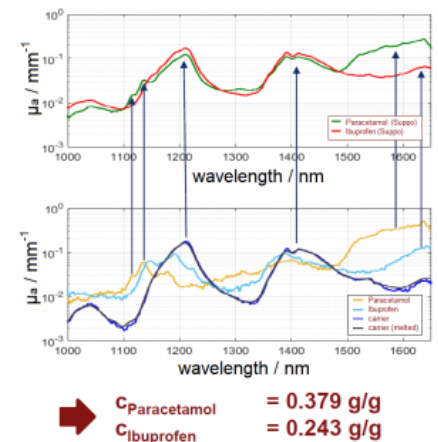 10⁰
10⁻¹
10⁻²
10⁻³
μa / mm⁻¹
Paracetamol (Suppo)
Ibuprofen (Suppo)
1000 1100 1200 1300 1400 1500 1600
wavelength / nm
10⁰
10⁻¹
10⁻²
10⁻³
μa / mm⁻¹
Paracetamol
Ibuprofen
carrier
carrier (melted)
1000 1100 1200 1300 1400 1500 1600
wavelength / nm
cParacetamol = 0.379 g/g
cIbuprofen = 0.243 g/g